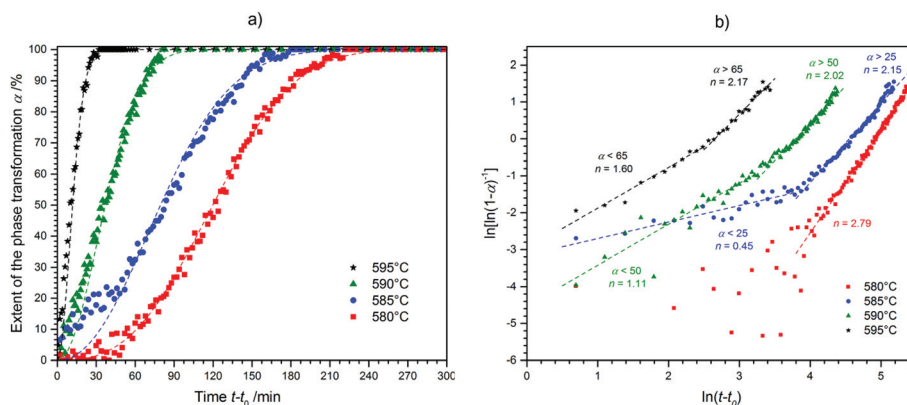 a)
Extent of the phase transformation α /%
100
90
80
70
60
50
40
30
20
10
0
595°C
590°C
585°C
580°C
0 30 60 90 120 150 180 210 240 270 300
Time t-t₀ /min
b)
ln[ln(1-α)⁻¹]
2
1
0
-1
-2
-3
-4
-5
-6
α > 65
n = 2.17
α > 50
n = 2.02
α > 25
n = 2.15
α < 65
n = 1.60
α < 25
n = 0.45
n = 2.79
α < 50
n = 1.11
580°C
585°C
590°C
595°C
0 1 2 3 4 5
ln(t-t₀)